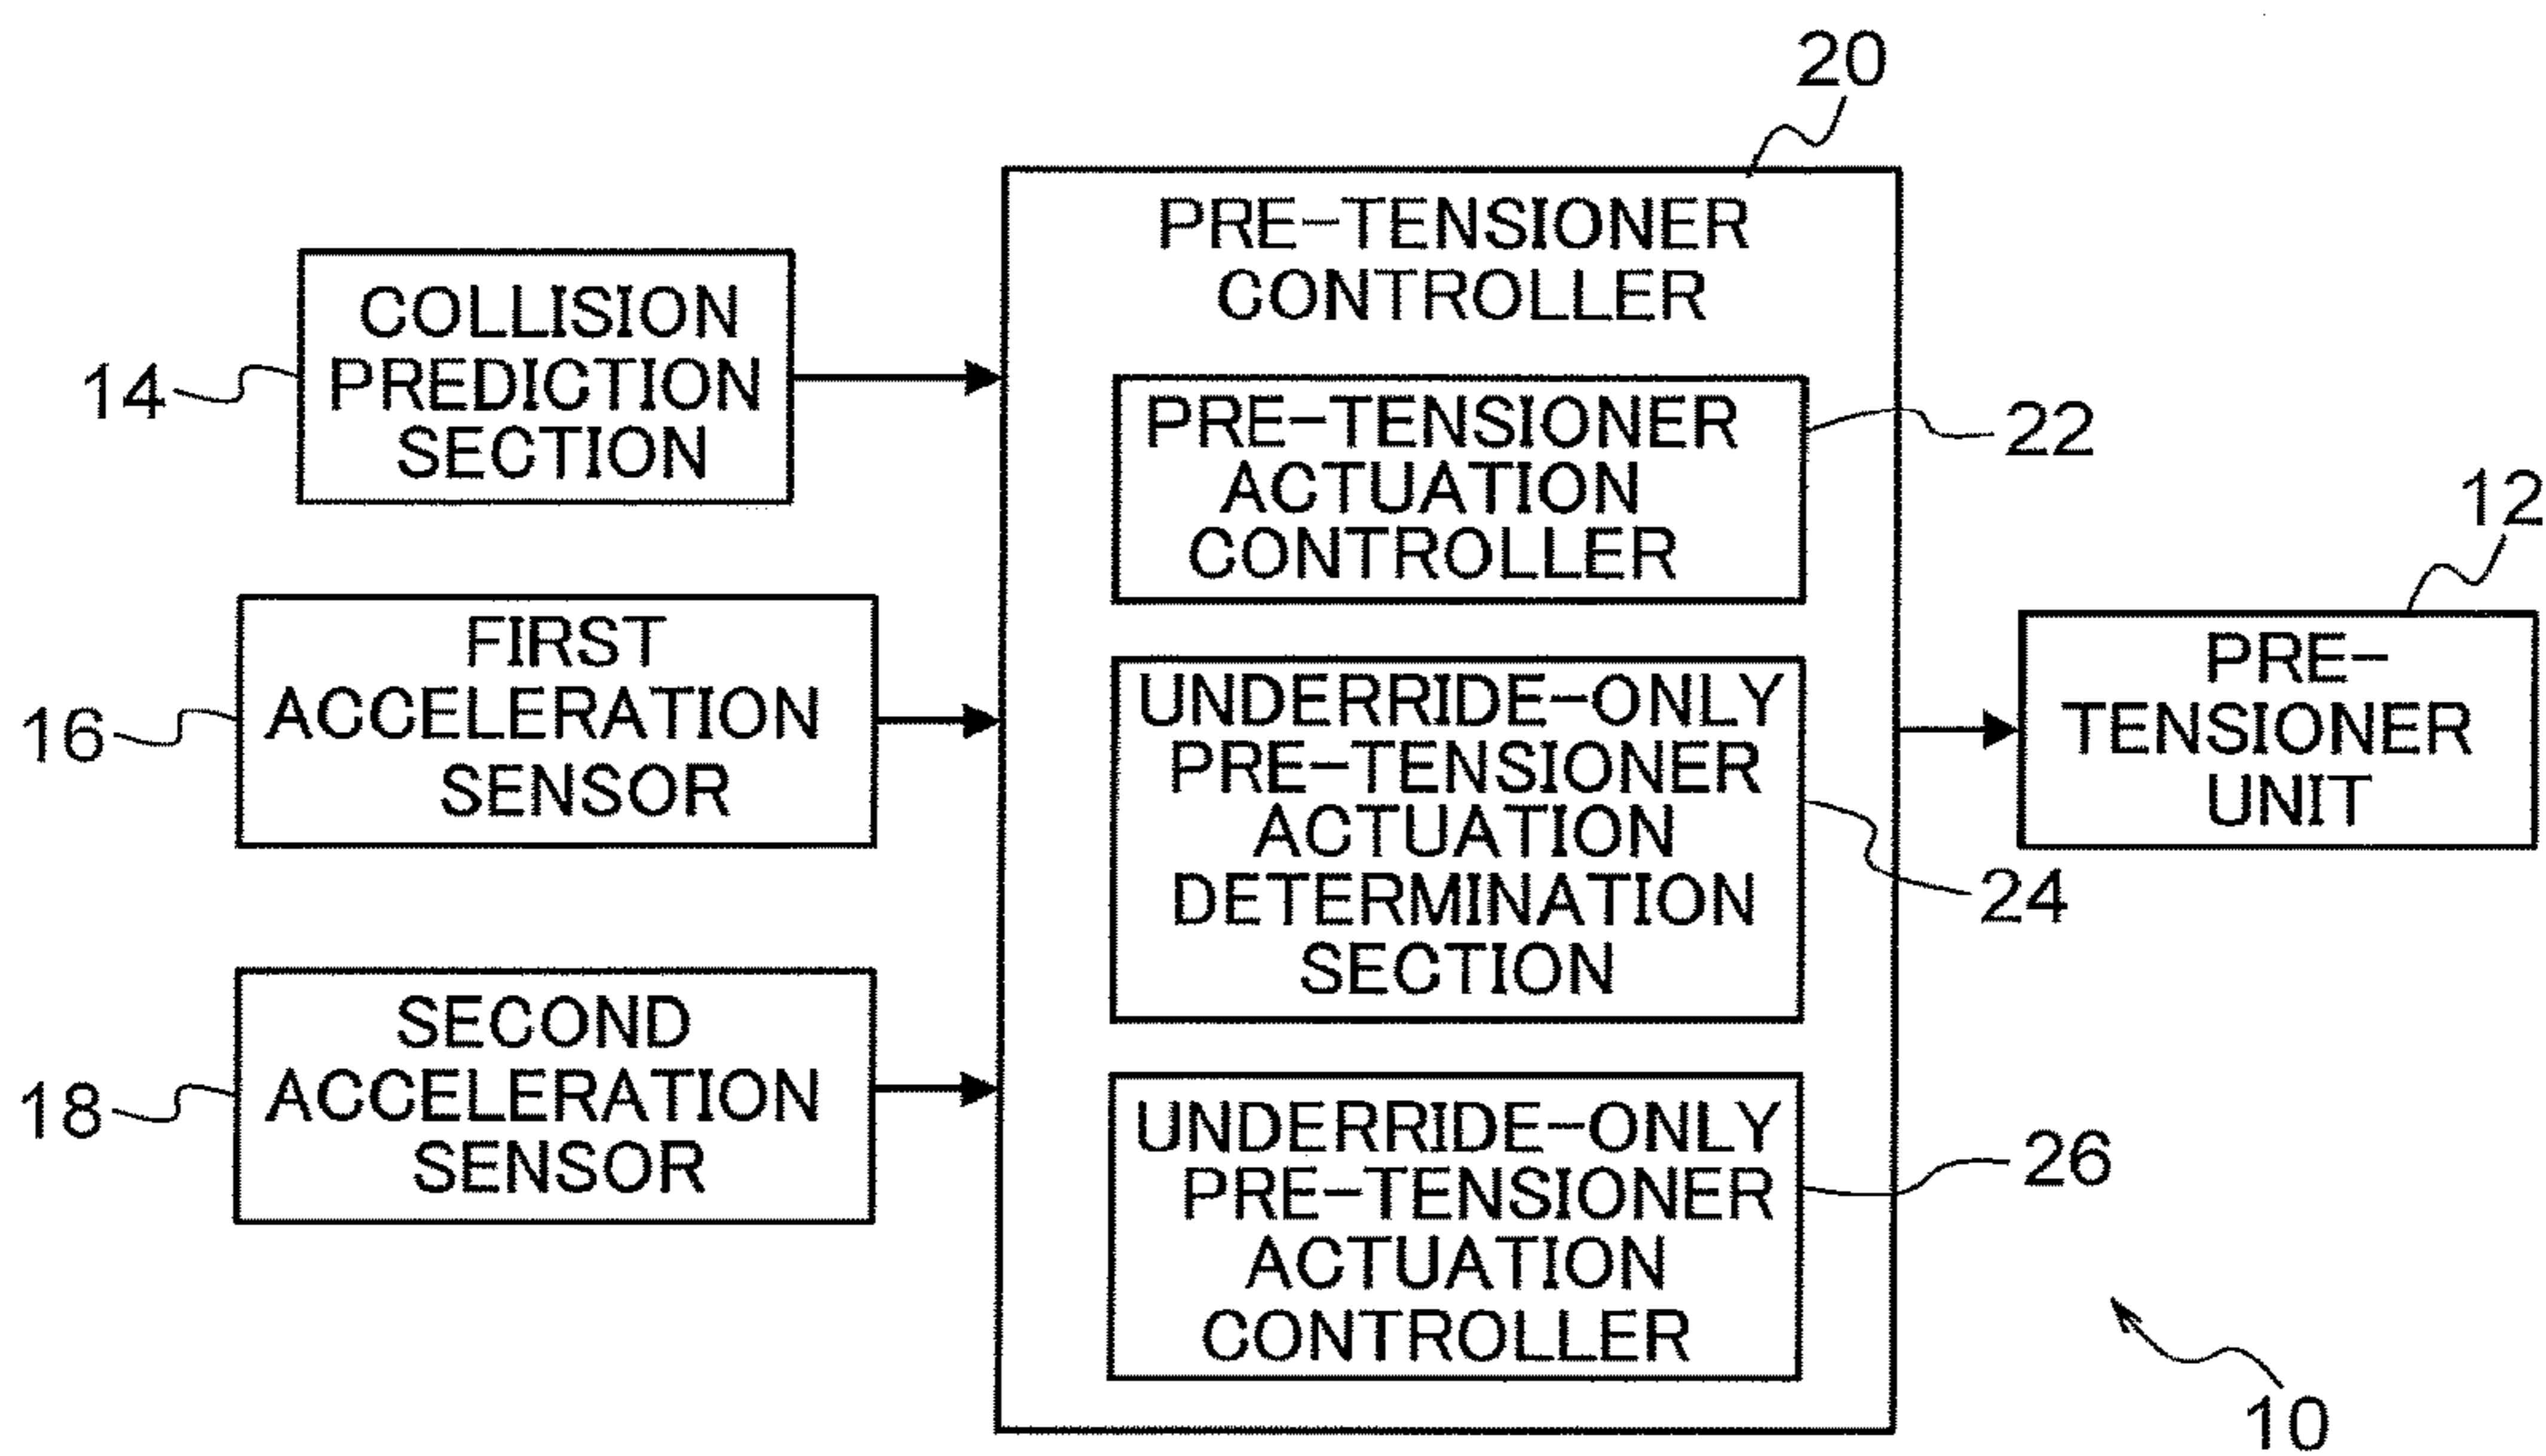 20
PRE-TENSIONER
CONTROLLER
COLLISION
PREDICTION
SECTION
14
PRE-TENSIONER
ACTUATION
CONTROLLER
22
12
FIRST
ACCELERATION
SENSOR
16
UNDERRIDE-ONLY
PRE-TENSIONER
ACTUATION
DETERMINATION
SECTION
24
PRE-
TENSIONER
UNIT
SECOND
ACCELERATION
SENSOR
18
UNDERRIDE-ONLY
PRE-TENSIONER
ACTUATION
CONTROLLER
26
10